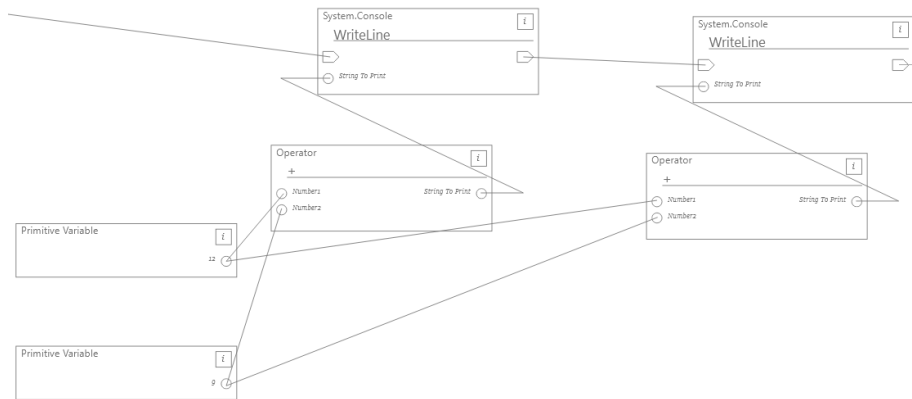 System.Console
i
WriteLine
String To Print
System.Console
i
WriteLine
String To Print
Operator
i
+
Number1
String To Print
Number2
Operator
i
+
Number1
String To Print
Number2
Primitive Variable
i
12
Primitive Variable
i
9